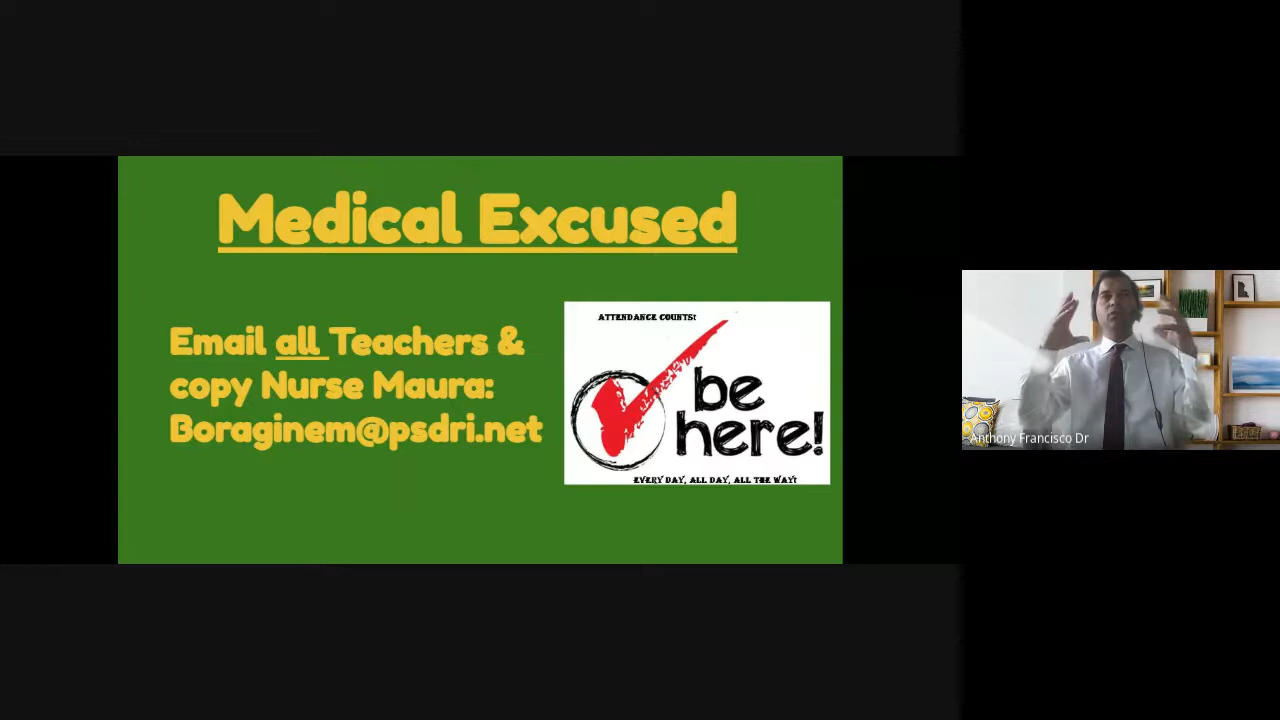 Medical Excused
Email all Teachers &
copy Nurse Maura:
Boraginem@psdri.net
ATTENDANCE COUNTS!
be
here!
EVERY DAY, ALL DAY, ALL THE WAY!
Anthony Francisco Dr